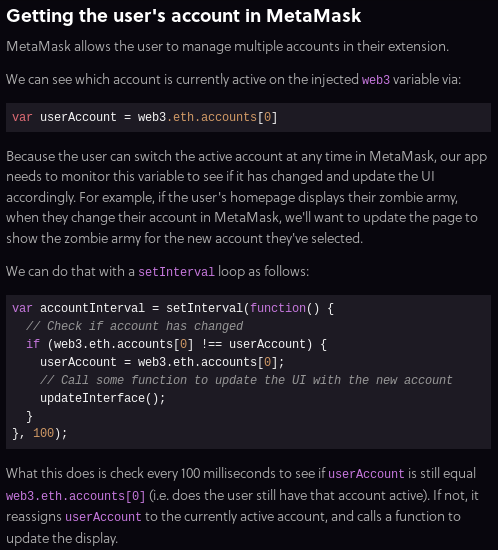 Getting the user's account in MetaMask
MetaMask allows the user to manage multiple accounts in their extension.
We can see which account is currently active on the injected web3 variable via:
var userAccount = web3.eth.accounts[0]
Because the user can switch the active account at any time in MetaMask, our app
needs to monitor this variable to see if it has changed and update the UI
accordingly. For example, if the user's homepage displays their zombie army,
when they change their account in MetaMask, we'll want to update the page to
show the zombie army for the new account they've selected.
We can do that with a setInterval loop as follows:
var accountInterval = setInterval(function() {
  // Check if account has changed
  if (web3.eth.accounts[0] !== userAccount) {
    userAccount = web3.eth.accounts[0];
    // Call some function to update the UI with the new account
    updateInterface();
  }
}, 100);
What this does is check every 100 milliseconds to see if userAccount is still equal
web3.eth.accounts[0] (i.e. does the user still have that account active). If not, it
reassigns userAccount to the currently active account, and calls a function to
update the display.